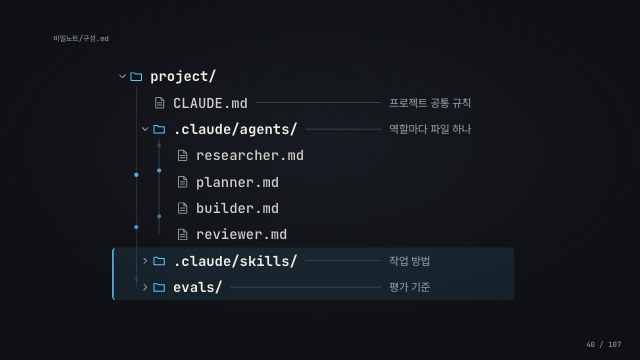 비밀노트/구성.md
project/
CLAUDE.md 프로젝트 공통 규칙
.claude/agents/ 역할마다 파일 하나
researcher.md
planner.md
builder.md
reviewer.md
.claude/skills/ 작업 방법
evals/ 평가 기준
40 / 107